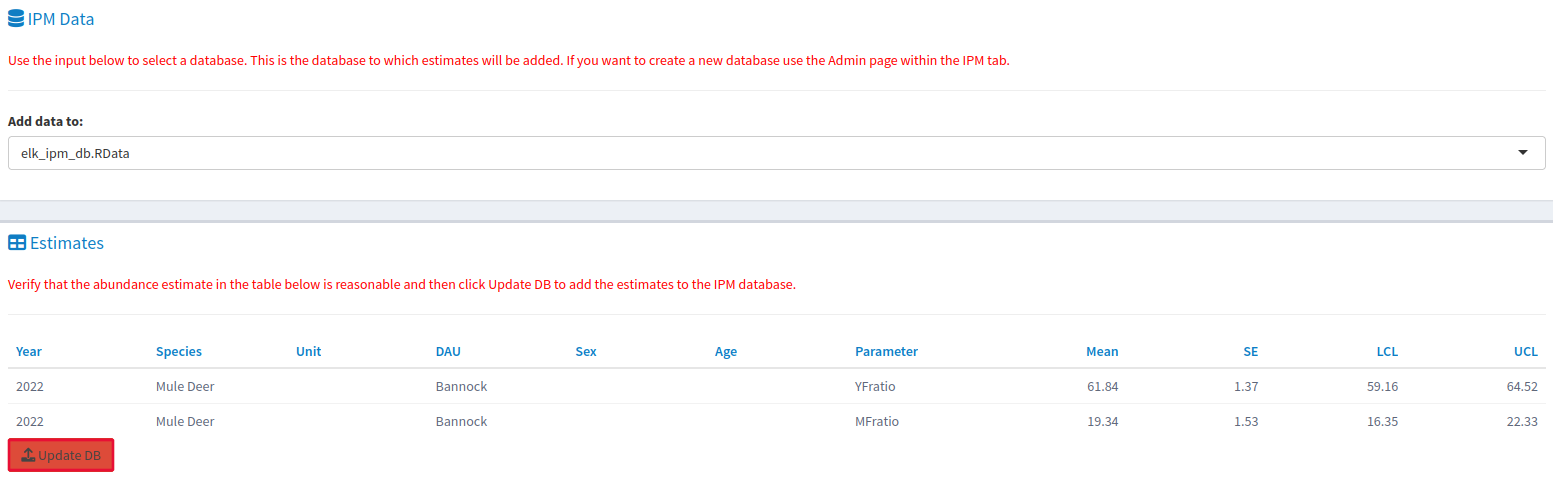 IPM Data
Use the input below to select a database. This is the database to which estimates will be added. If you want to create a new database use the Admin page within the IPM tab.
Add data to:
elk_ipm_db.RData
Estimates
Verify that the abundance estimate in the table below is reasonable and then click Update DB to add the estimates to the IPM database.
Year Species Unit DAU Sex Age Parameter Mean SE LCL UCL
2022 Mule Deer Bannock YFratio 61.84 1.37 59.16 64.52
2022 Mule Deer Bannock MFratio 19.34 1.53 16.35 22.33
Update DB